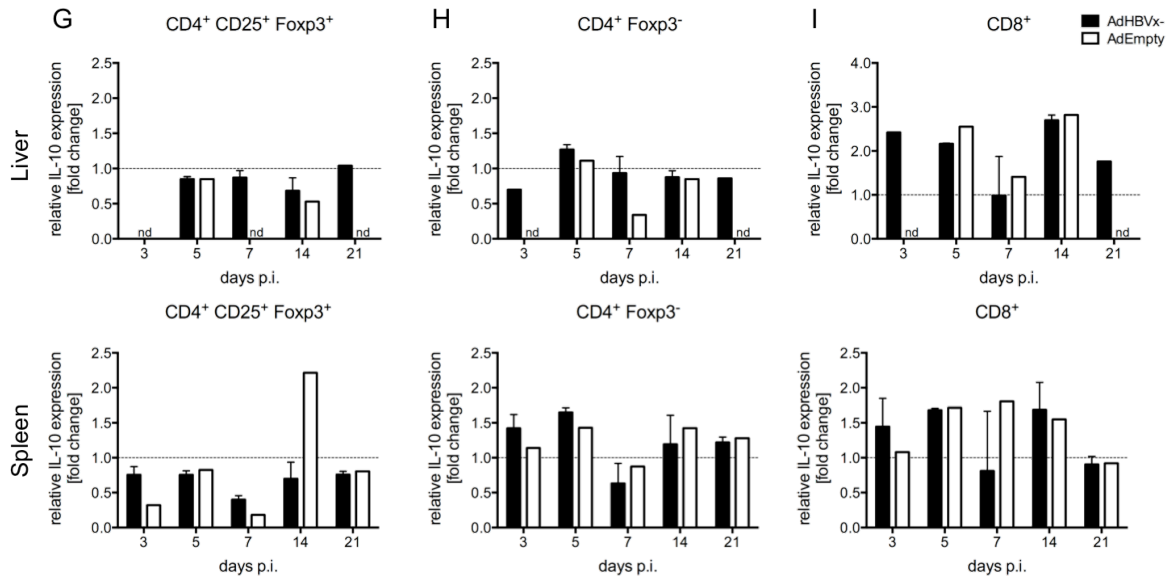 G
CD4+ CD25+ Foxp3+
H
CD4+ Foxp3-
I
CD8+
AdHBVx-
AdEmpty
Liver
relative IL-10 expression
[fold change]
2.5
2.0
1.5
1.0
0.5
0.0
nd nd nd
3 5 7 14 21
days p.i.
relative IL-10 expression
[fold change]
2.5
2.0
1.5
1.0
0.5
0.0
nd nd
3 5 7 14 21
days p.i.
relative IL-10 expression
[fold change]
4.0
3.0
2.0
1.0
0.0
nd nd
3 5 7 14 21
days p.i.
Spleen
CD4+ CD25+ Foxp3+
relative IL-10 expression
[fold change]
2.5
2.0
1.5
1.0
0.5
0.0
3 5 7 14 21
days p.i.
CD4+ Foxp3-
relative IL-10 expression
[fold change]
2.5
2.0
1.5
1.0
0.5
0.0
3 5 7 14 21
days p.i.
CD8+
relative IL-10 expression
[fold change]
2.5
2.0
1.5
1.0
0.5
0.0
3 5 7 14 21
days p.i.